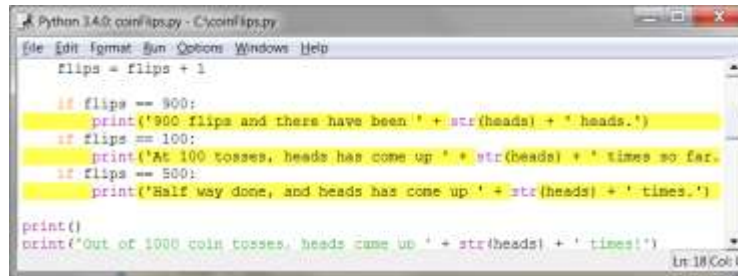 Python 3.4.0: coinFlips.py - C:\coinFlips.py
File Edit Format Run Options Windows Help
flips = flips + 1
if flips == 900:
print('900 flips and there have been ' + str(heads) + ' heads.')
if flips == 100:
print('At 100 tosses, heads has come up ' + str(heads) + ' times so far.
if flips == 500:
print('Half way done, and heads has come up ' + str(heads) + ' times.')
print()
print('Out of 1000 coin tosses, heads came up ' + str(heads) + ' times!')
Ln: 18 Col: 0